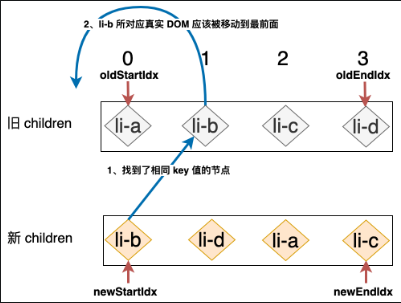 2、li-b 所对应真实 DOM 应该被移动到最前面
0 1 2 3
oldStartIdx oldEndIdx
旧 children li-a li-b li-c li-d
1、找到了相同 key 值的节点
新 children li-b li-d li-a li-c
newStartIdx newEndIdx